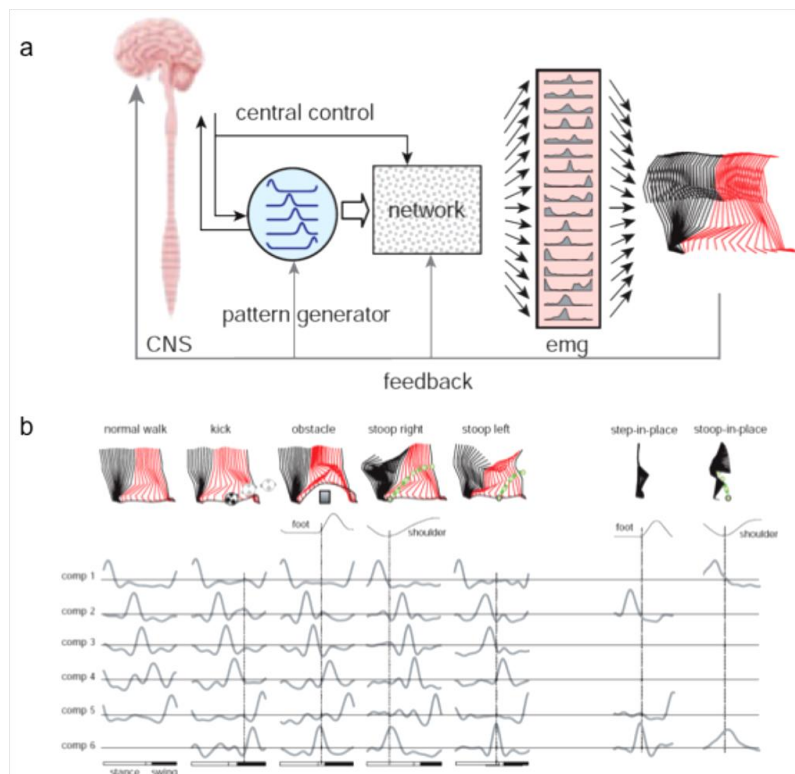 a
central control
network
pattern generator
CNS
emg
feedback
b
normal walk
kick
obstacle
stoop right
stoop left
step-in-place
stoop-in-place
foot
shoulder
foot
shoulder
comp 1
comp 2
comp 3
comp 4
comp 5
comp 6
stance swing